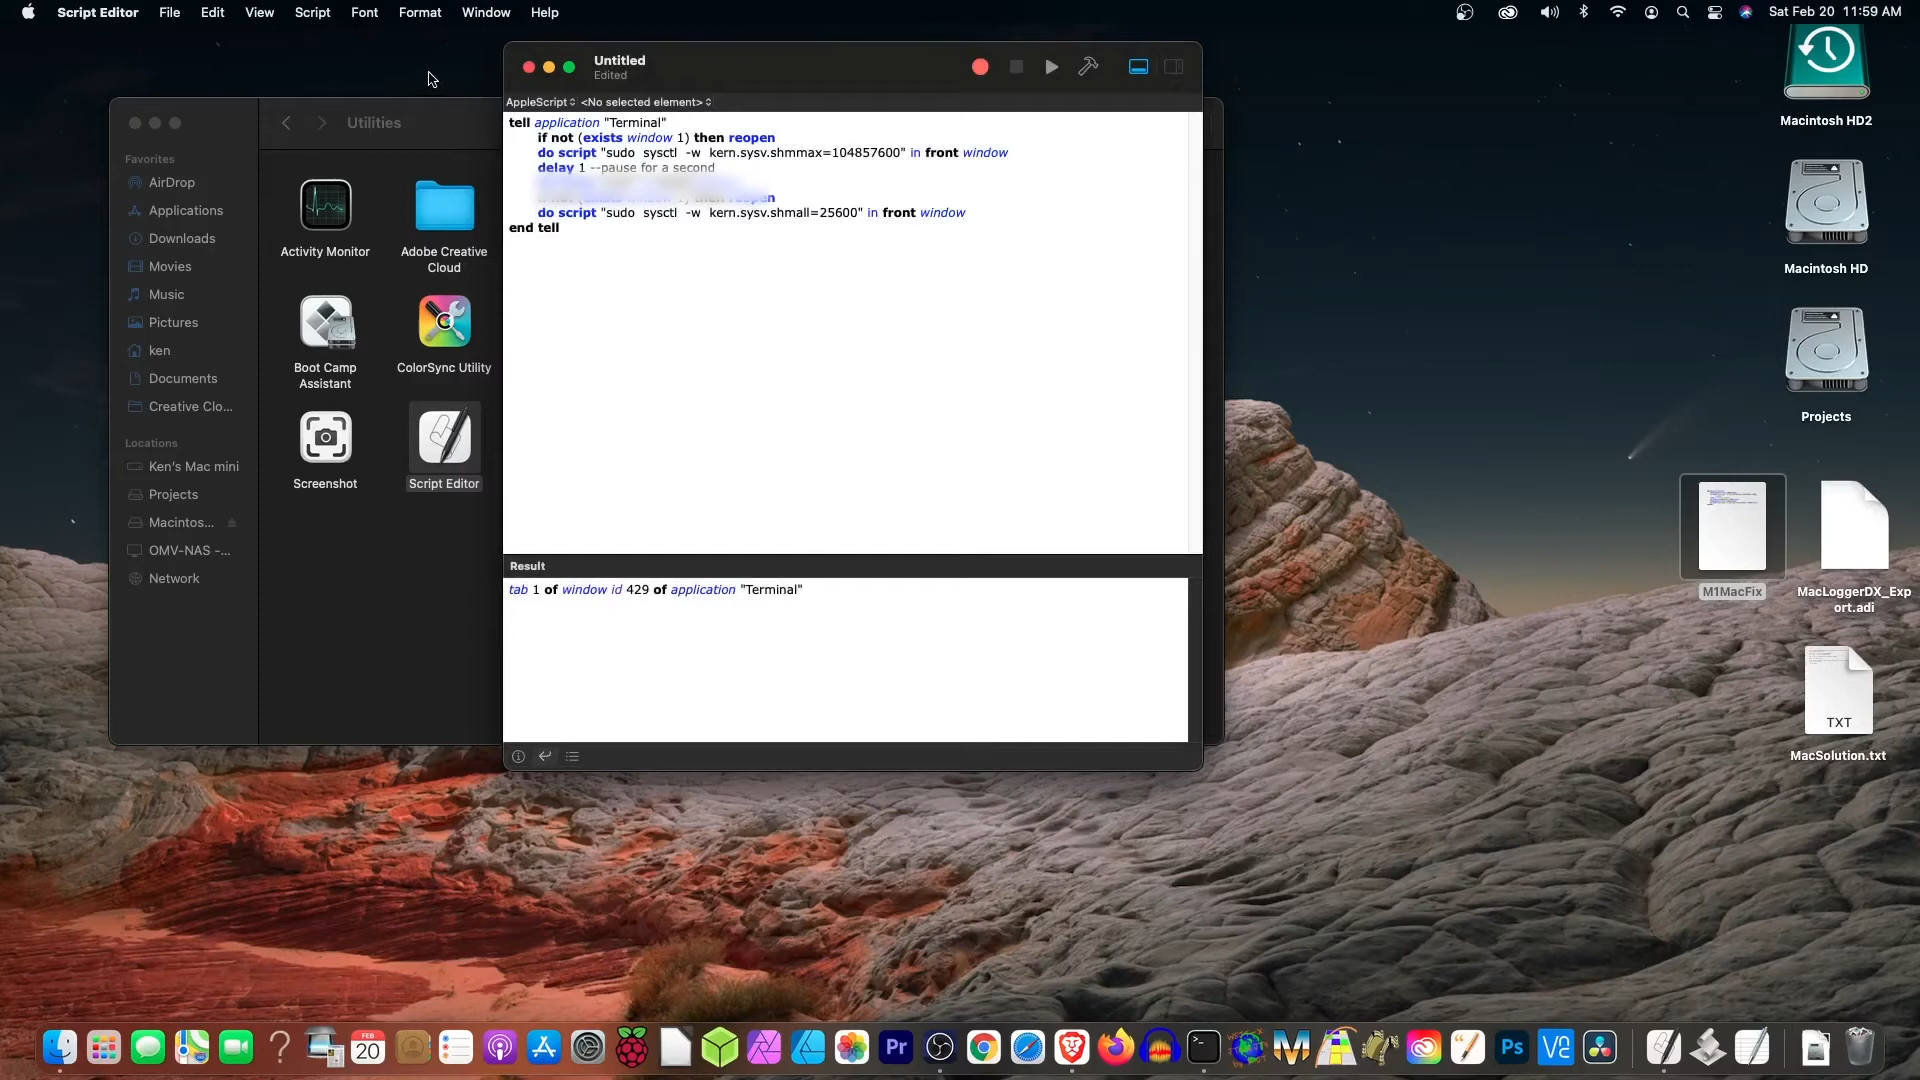 Script Editor File Edit View Script Font Format Window Help
Sat Feb 20 11:59 AM
Untitled
Edited
AppleScript <No selected element>
tell application "Terminal"
if not (exists window 1) then reopen
do script "sudo  sysctl  -w  kern.sysv.shmmax=104857600" in front window
delay 1 --pause for a second
then reopen
do script "sudo  sysctl  -w  kern.sysv.shmall=25600" in front window
end tell
Result
tab 1 of window id 429 of application "Terminal"
Utilities
Favorites
AirDrop
Applications
Downloads
Movies
Music
Pictures
ken
Documents
Creative Clo...
Locations
Ken's Mac mini
Projects
Macintos...
OMV-NAS -...
Network
Activity Monitor
Adobe Creative
Cloud
Boot Camp
Assistant
ColorSync Utility
Screenshot
Script Editor
Macintosh HD2
Macintosh HD
Projects
M1MacFix
MacLoggerDX_Exp
ort.adi
TXT
MacSolution.txt
FEB
20
Pr
Ps